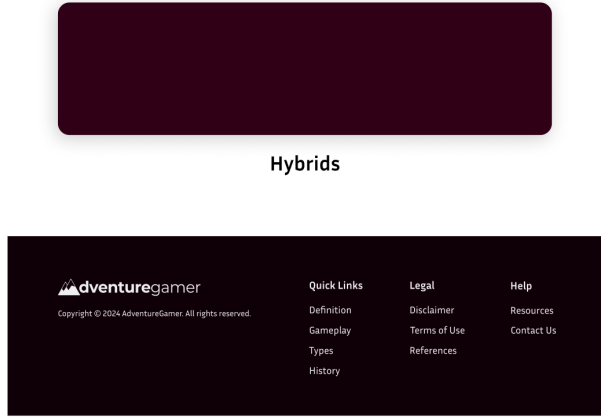 Hybrids
dventuregamer
Copyright © 2024 AdventureGamer. All rights reserved.
Quick Links
Definition
Gameplay
Types
History
Legal
Disclaimer
Terms of Use
References
Help
Resources
Contact Us